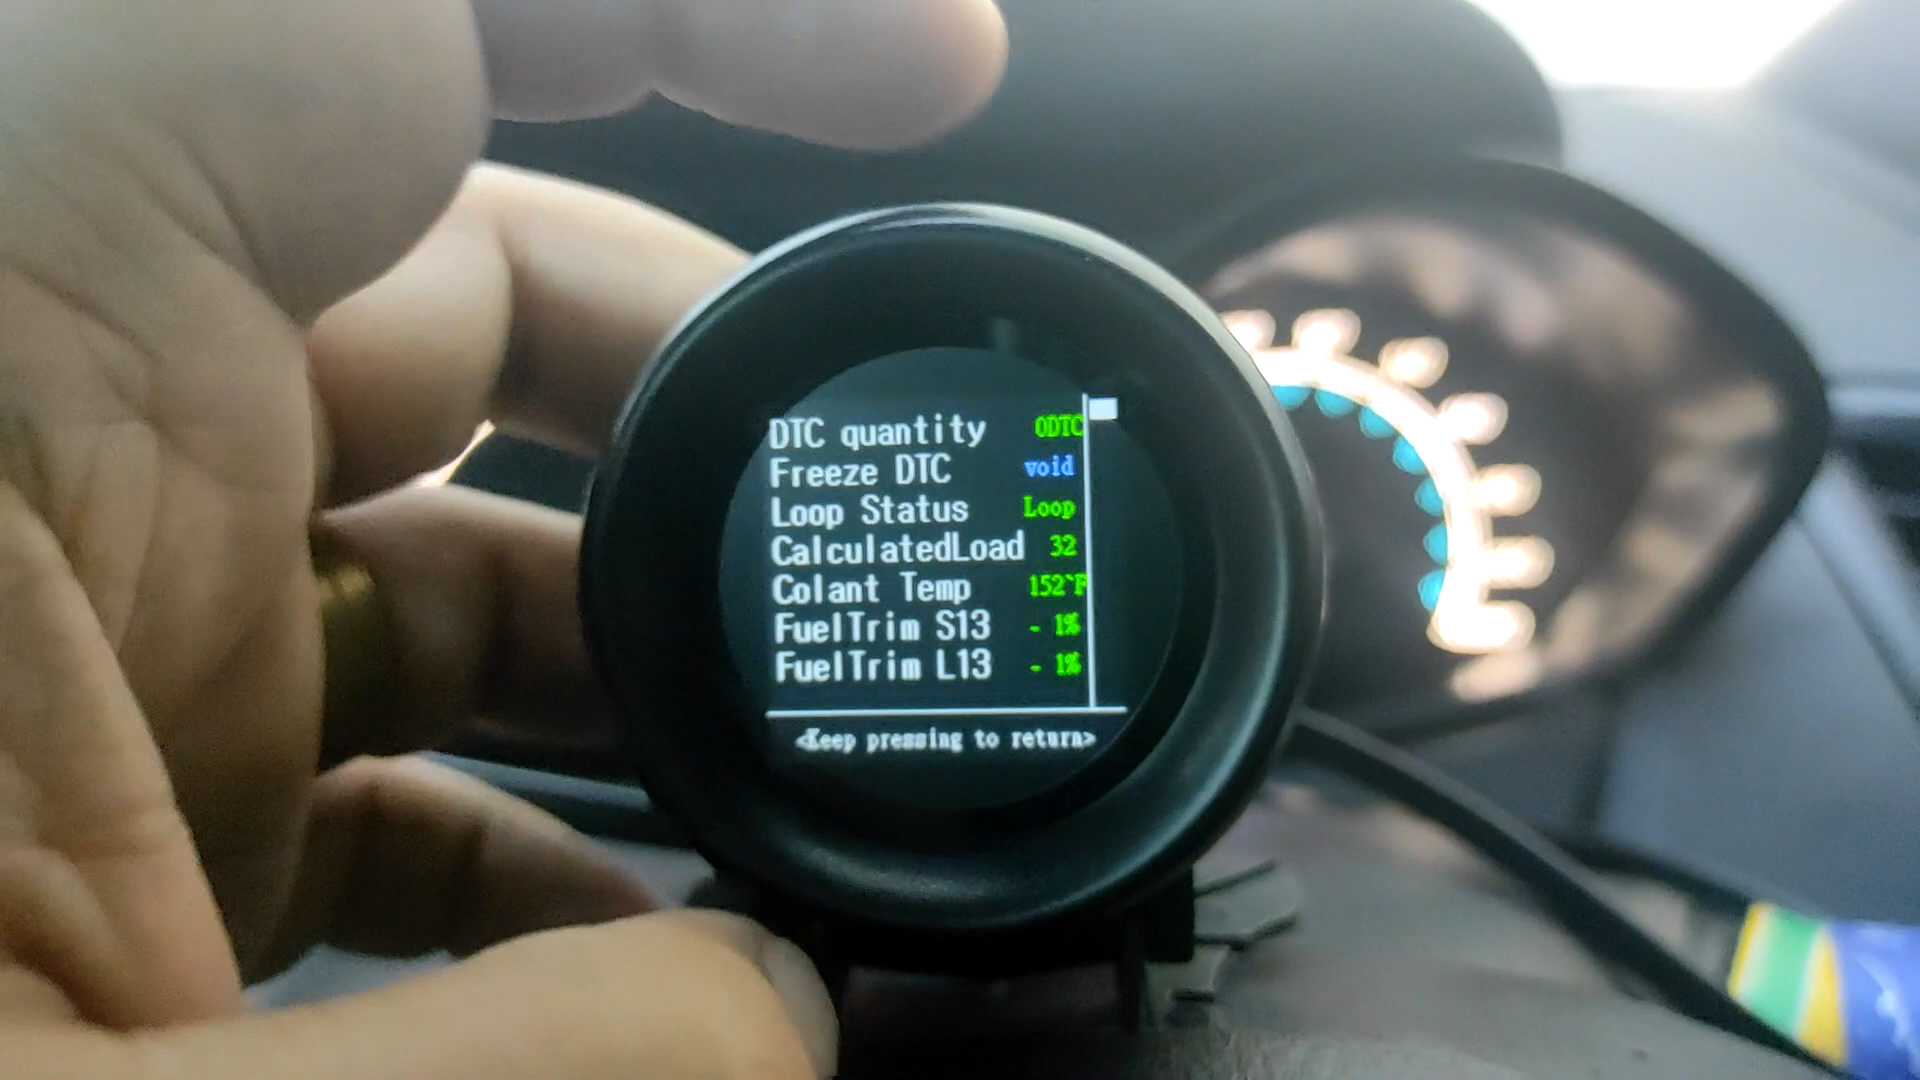 DTC quantity 0DTC
Freeze DTC void
Loop Status Loop
CalculatedLoad 32
Colant Temp 152`F
FuelTrim S13 - 1%
FuelTrim L13 - 1%
<Keep pressing to return>